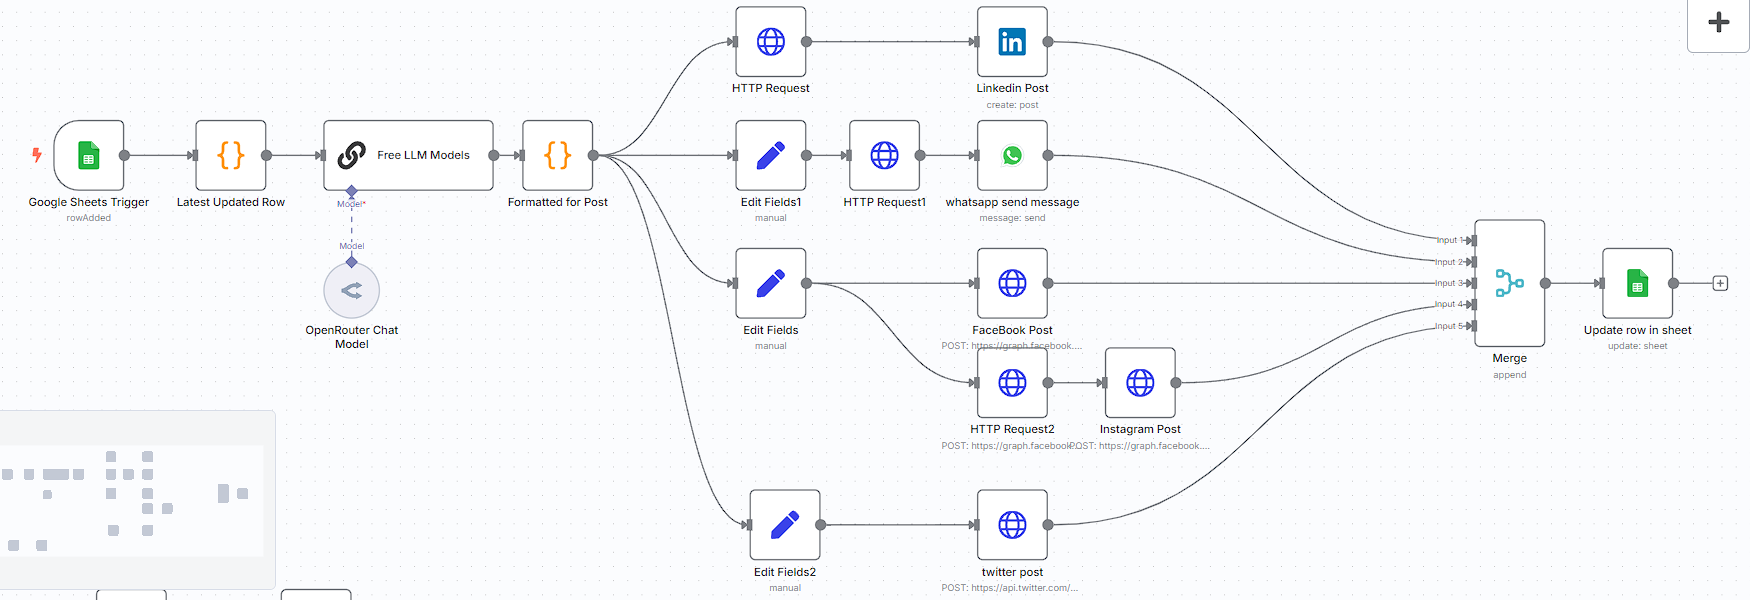 HTTP Request
Linkedin Post
create: post
Free LLM Models
Google Sheets Trigger
rowAdded
Latest Updated Row
Model*
Formatted for Post
Edit Fields1
manual
HTTP Request1
whatsapp send message
message: send
Model
OpenRouter Chat
Model
Edit Fields
manual
FaceBook Post
POST: https://graph.facebook....
Input 1
Input 2
Input 3
Input 4
Input 5
Merge
append
Update row in sheet
update: sheet
HTTP Request2
POST: https://graph.facebook
Instagram Post
POST: https://graph.facebook....
Edit Fields2
manual
twitter post
POST: https://api.twitter.com/...